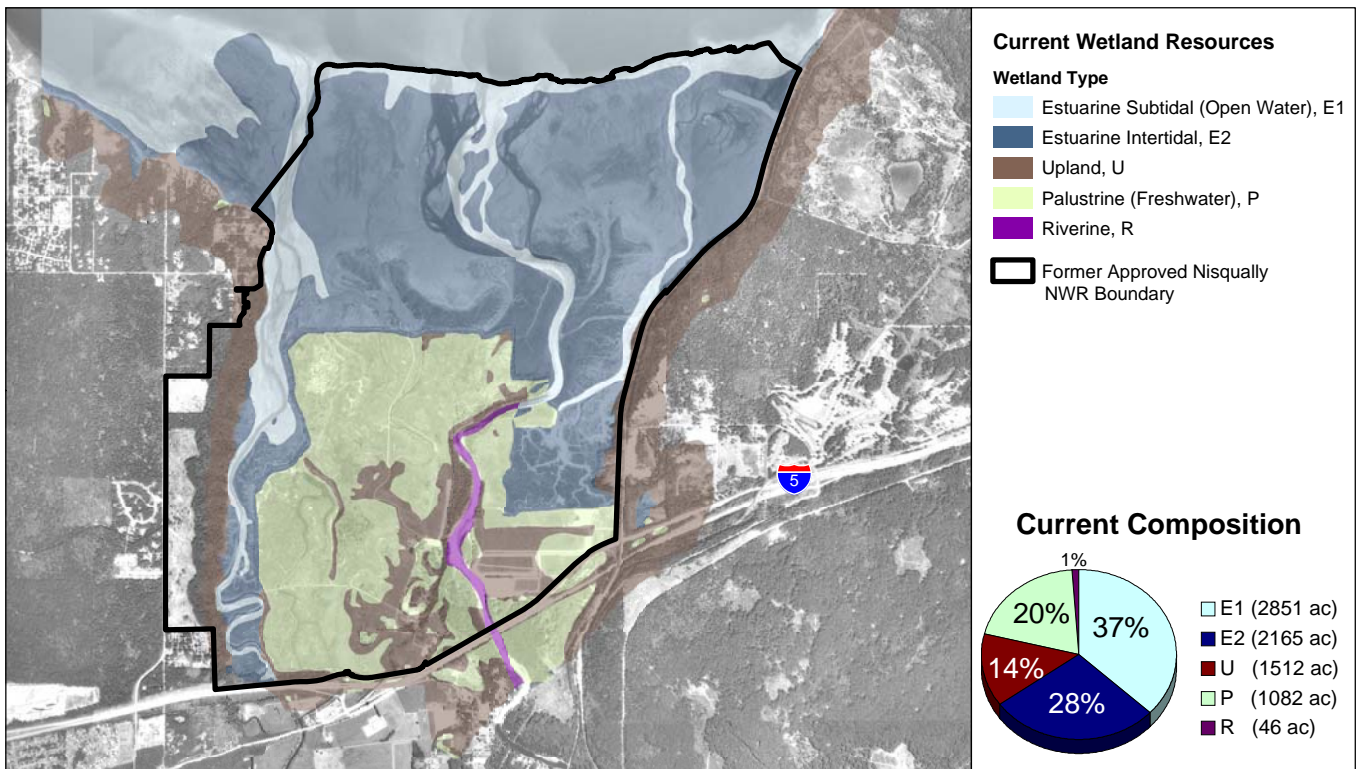 Current Wetland Resources
Wetland Type
Estuarine Subtidal (Open Water), E1
Estuarine Intertidal, E2
Upland, U
Palustrine (Freshwater), P
Riverine, R
Former Approved Nisqually
NWR Boundary
5
Current Composition
1%
20%
37%
14%
28%
E1 (2851 ac)
E2 (2165 ac)
U (1512 ac)
P (1082 ac)
R (46 ac)